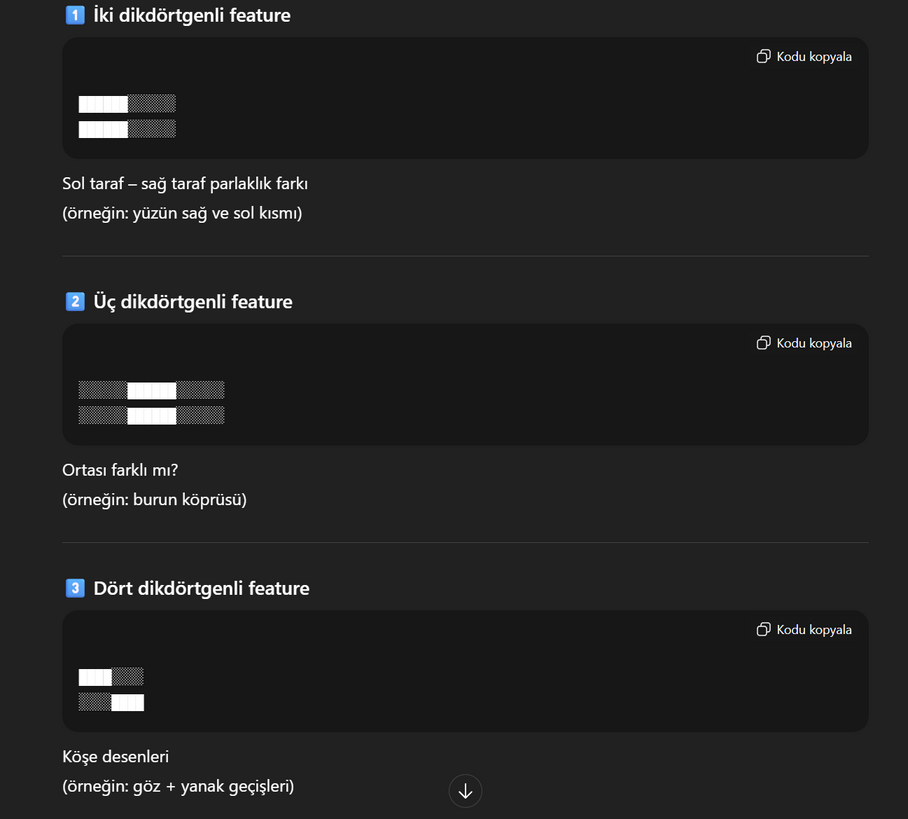 1 İki dikdörtgenli feature
Kodu kopyala
██████░░░░░░
██████░░░░░░
Sol taraf – sağ taraf parlaklık farkı
(örneğin: yüzün sağ ve sol kısmı)
2 Üç dikdörtgenli feature
Kodu kopyala
░░░░░░██████░░░░░░
░░░░░░██████░░░░░░
Ortası farklı mı?
(örneğin: burun köprüsü)
3 Dört dikdörtgenli feature
Kodu kopyala
████░░░░
░░░░████
Köşe desenleri
(örneğin: göz + yanak geçişleri)